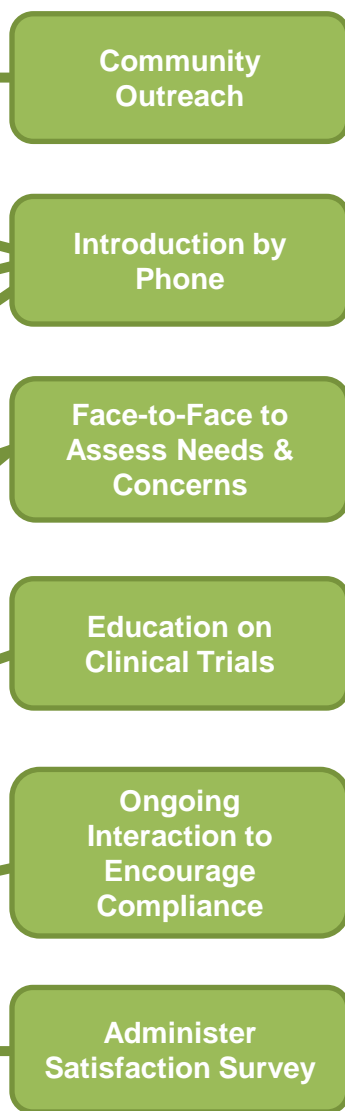 Community
Outreach
Introduction by
Phone
Face-to-Face to
Assess Needs &
Concerns
Education on
Clinical Trials
Ongoing
Interaction to
Encourage
Compliance
Administer
Satisfaction Survey